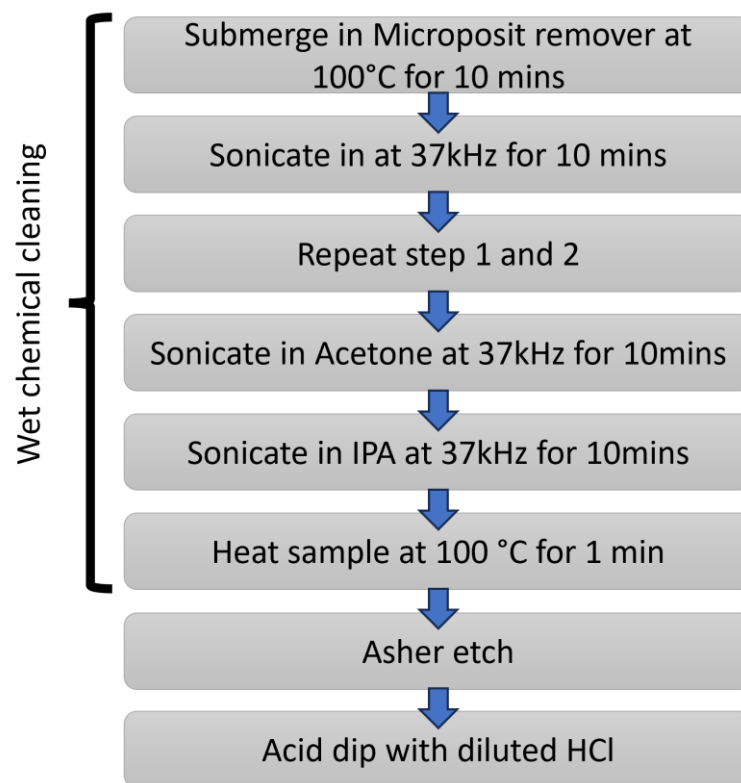 Wet chemical cleaning
Submerge in Microposit remover at
100°C for 10 mins
Sonicate in at 37kHz for 10 mins
Repeat step 1 and 2
Sonicate in Acetone at 37kHz for 10mins
Sonicate in IPA at 37kHz for 10mins
Heat sample at 100 °C for 1 min
Asher etch
Acid dip with diluted HCl